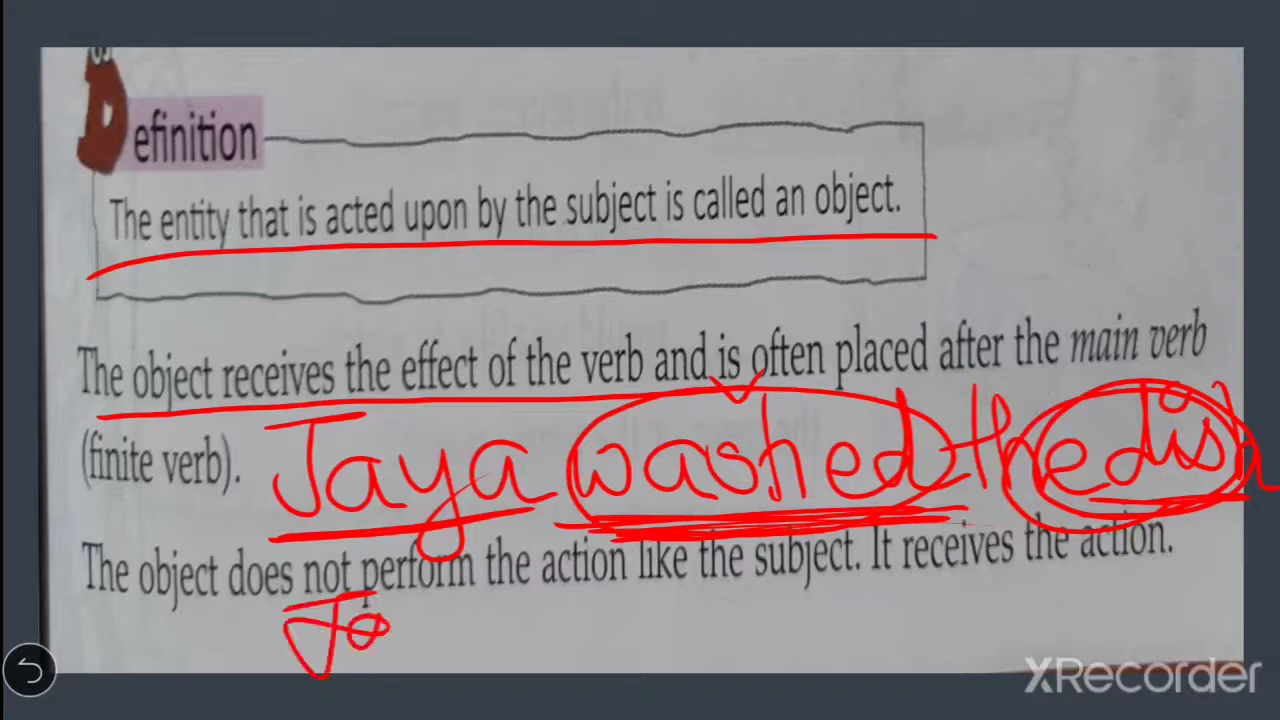 Definition
The entity that is acted upon by the subject is called an object.
The object receives the effect of the verb and is often placed after the main verb
(finite verb).
Jaya washed the dish
The object does not perform the action like the subject. It receives the action.
Ja
XRecorder